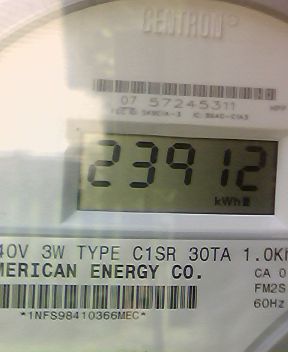 CENTRON®
07 57245311
23912
kWh
40V 3W TYPE C1SR 30TA 1.0Kh
MERICAN ENERGY CO.
CA 0
FM2S
60Hz
*1NFS98410366MEC*